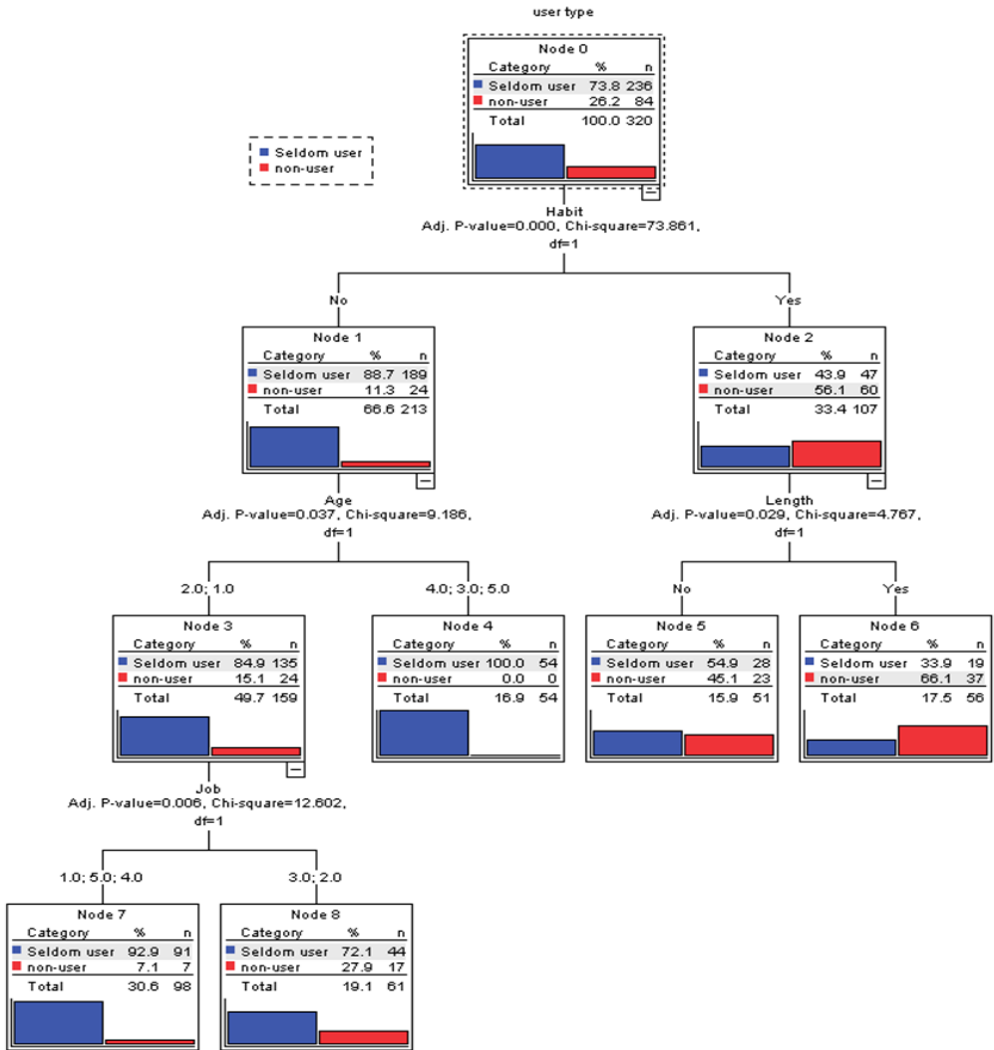 user type
Node 0
Category % n
Seldom user 73.8 236
non-user 26.2 84
Total 100.0 320
Seldom user
non-user
Habit
Adj. P-value=0.000, Chi-square=73.861,
df=1
No
Yes
Node 1
Category % n
Seldom user 88.7 189
non-user 11.3 24
Total 66.6 213
Node 2
Category % n
Seldom user 43.9 47
non-user 56.1 60
Total 33.4 107
Age
Adj. P-value=0.037, Chi-square=9.186,
df=1
Length
Adj. P-value=0.029, Chi-square=4.767,
df=1
2.0; 1.0
4.0; 3.0; 5.0
No
Yes
Node 3
Category % n
Seldom user 84.9 135
non-user 15.1 24
Total 49.7 159
Node 4
Category % n
Seldom user 100.0 54
non-user 0.0 0
Total 16.9 54
Node 5
Category % n
Seldom user 54.9 28
non-user 45.1 23
Total 15.9 51
Node 6
Category % n
Seldom user 33.9 19
non-user 66.1 37
Total 17.5 56
Job
Adj. P-value=0.006, Chi-square=12.602,
df=1
1.0; 5.0; 4.0
3.0; 2.0
Node 7
Category % n
Seldom user 92.9 91
non-user 7.1 7
Total 30.6 98
Node 8
Category % n
Seldom user 72.1 44
non-user 27.9 17
Total 19.1 61